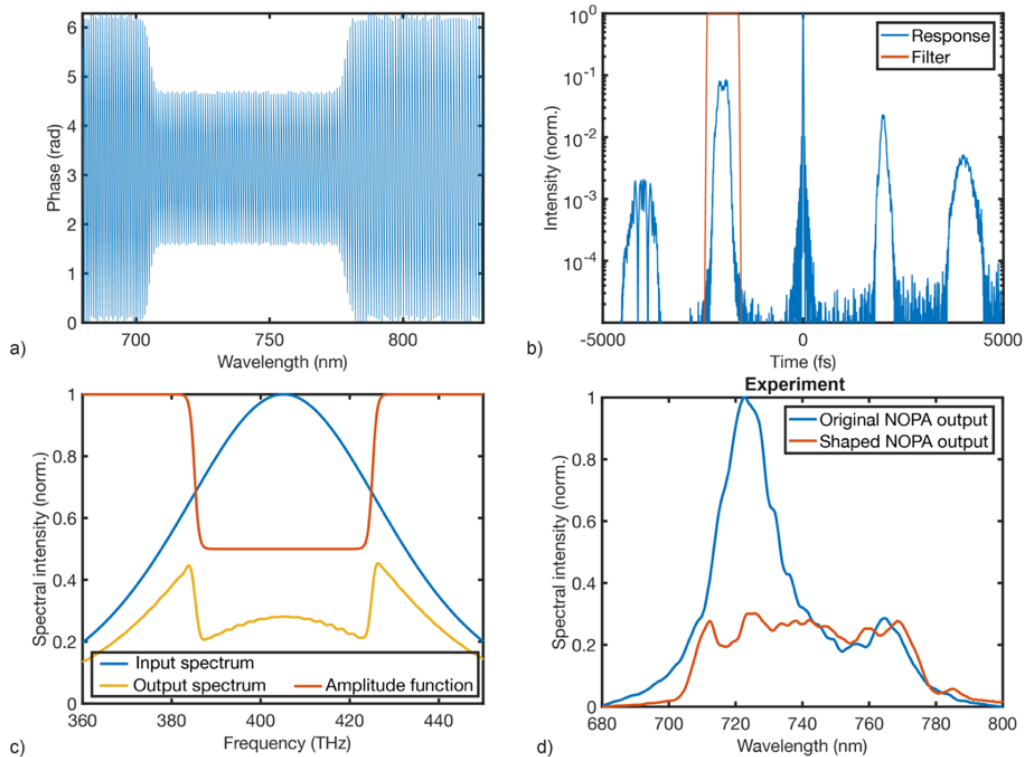 6
5
4
3
2
1
0
Phase (rad)
700
750
800
Wavelength (nm)
a)
10^0
10^-1
10^-2
10^-3
10^-4
Intensity (norm.)
Response
Filter
-5000
0
5000
Time (fs)
b)
1
0.8
0.6
0.4
0.2
0
Spectral intensity (norm.)
Input spectrum
Output spectrum
Amplitude function
360
380
400
420
440
Frequency (THz)
c)
Experiment
1
0.8
0.6
0.4
0.2
0
Spectral intensity (norm.)
Original NOPA output
Shaped NOPA output
680
700
720
740
760
780
800
Wavelength (nm)
d)